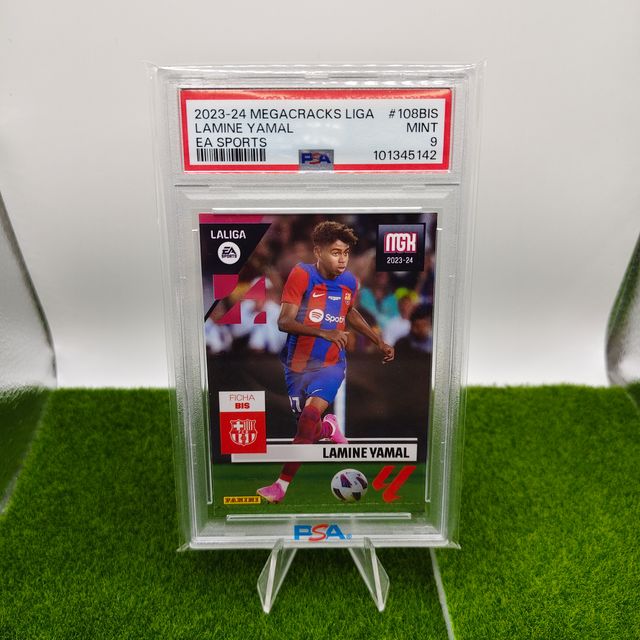 2023-24 MEGACRACKS LIGA #108BIS
LAMINE YAMAL MINT
EA SPORTS 9
PSA 101345142
LALIGA
EA
SPORTS
MGK
2023-24
Spotify
FICHA
BIS
LAMINE YAMAL
PANINI
PSA